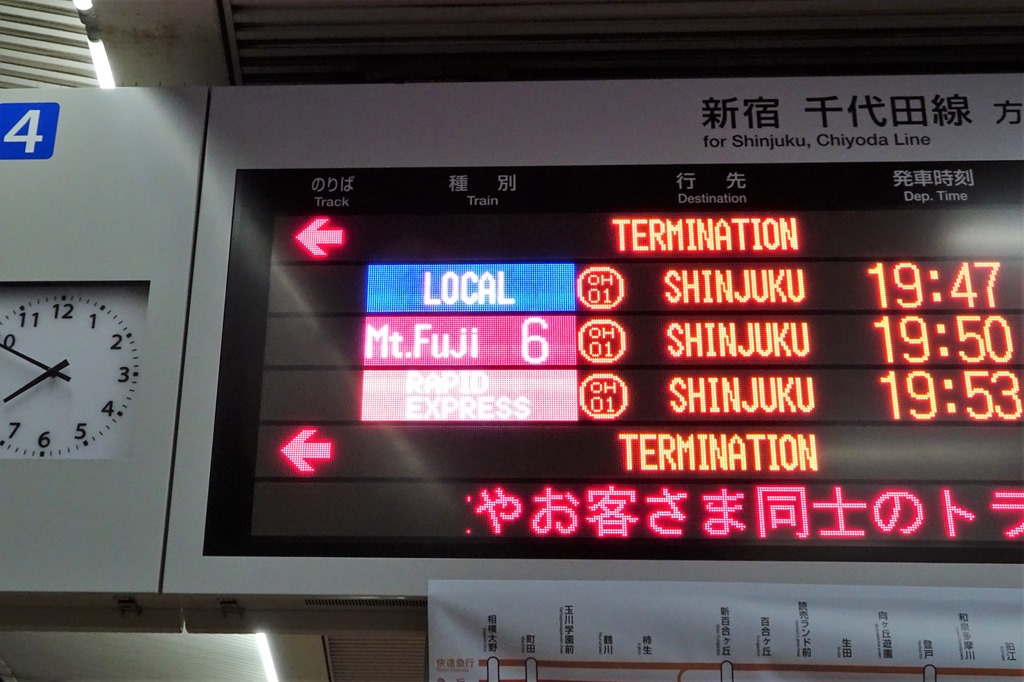 4
新宿 千代田線 方
for Shinjuku, Chiyoda Line
のりば 種別 行先 発車時刻
Track Train Destination Dep. Time
← TERMINATION
LOCAL OH 01 SHINJUKU 19:47
Mt.Fuji 6 OH 01 SHINJUKU 19:50
RAPID EXPRESS OH 01 SHINJUKU 19:53
← TERMINATION
やお客さま同士のトラ
11 12 1 2 3 4 5 6 7
相模大野 町田 玉川学園前 鶴川 柿生 新百合ヶ丘 百合ヶ丘 読売ランド前 生田 向ヶ丘遊園 登戸 和泉多摩川 狛江
快速急行